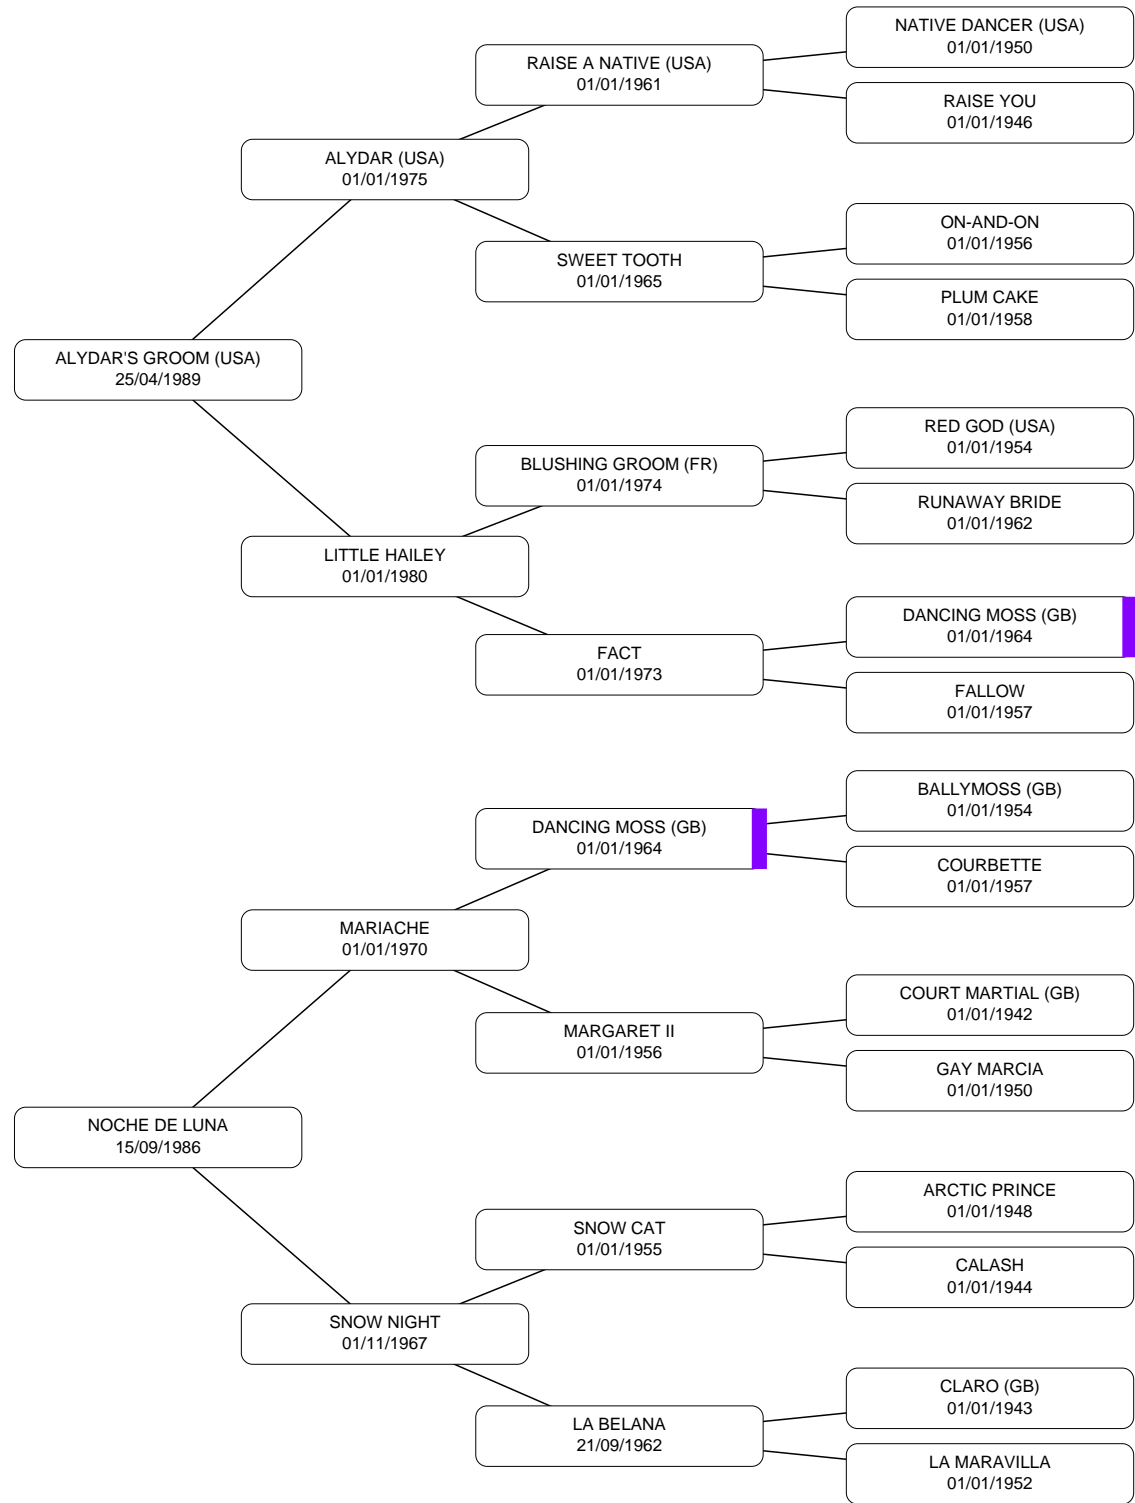 NATIVE DANCER (USA)
01/01/1950
RAISE A NATIVE (USA)
01/01/1961
RAISE YOU
01/01/1946
ALYDAR (USA)
01/01/1975
ON-AND-ON
01/01/1956
SWEET TOOTH
01/01/1965
PLUM CAKE
01/01/1958
ALYDAR'S GROOM (USA)
25/04/1989
RED GOD (USA)
01/01/1954
BLUSHING GROOM (FR)
01/01/1974
RUNAWAY BRIDE
01/01/1962
LITTLE HAILEY
01/01/1980
DANCING MOSS (GB)
01/01/1964
FACT
01/01/1973
FALLOW
01/01/1957
BALLYMOSS (GB)
01/01/1954
DANCING MOSS (GB)
01/01/1964
COURBETTE
01/01/1957
MARIACHE
01/01/1970
COURT MARTIAL (GB)
01/01/1942
MARGARET II
01/01/1956
GAY MARCIA
01/01/1950
NOCHE DE LUNA
15/09/1986
ARCTIC PRINCE
01/01/1948
SNOW CAT
01/01/1955
CALASH
01/01/1944
SNOW NIGHT
01/11/1967
CLARO (GB)
01/01/1943
LA BELANA
21/09/1962
LA MARAVILLA
01/01/1952